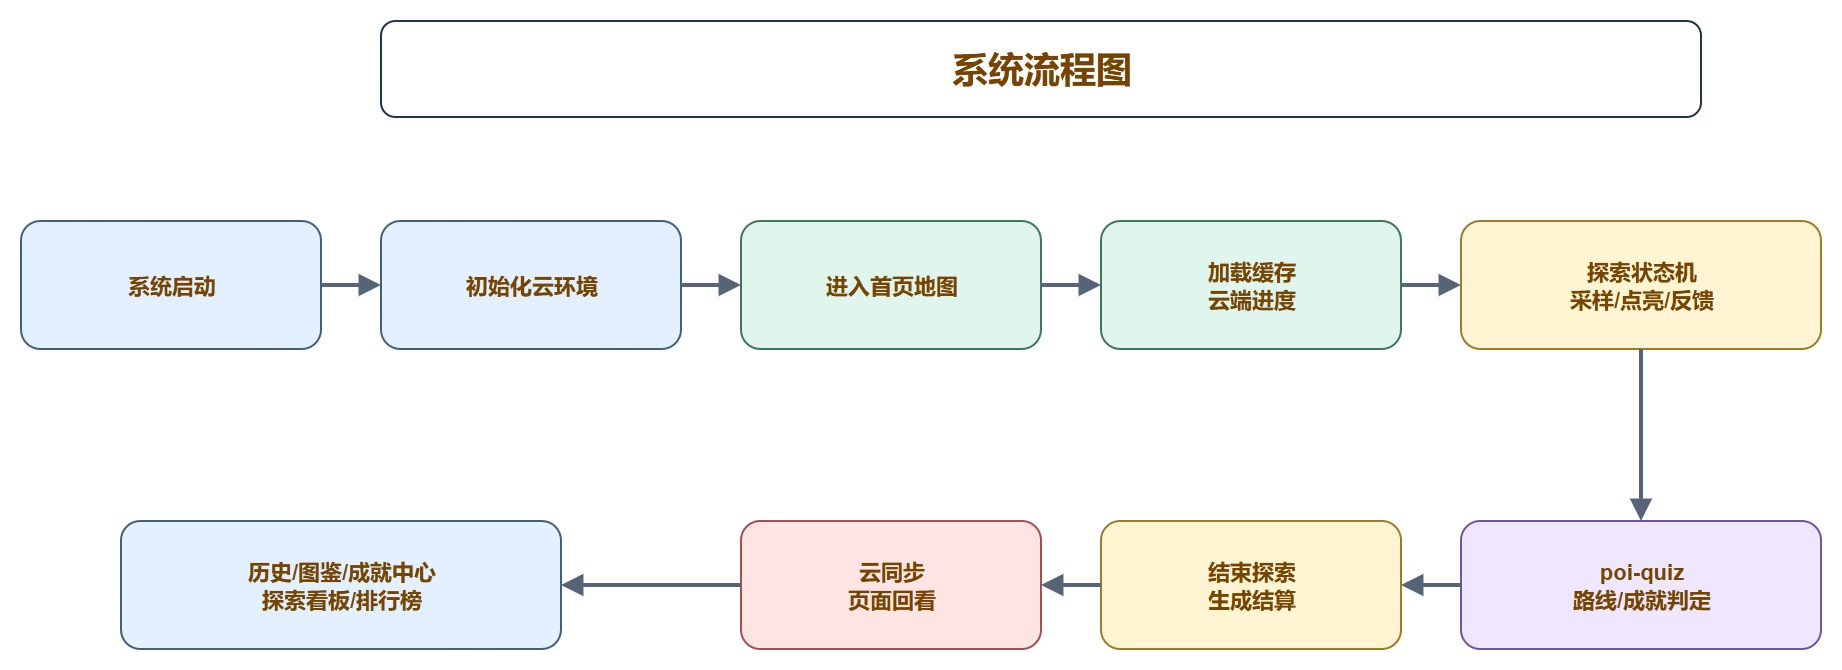 系统流程图
系统启动
初始化云环境
进入首页地图
加载缓存
云端进度
探索状态机
采样/点亮/反馈
历史/图鉴/成就中心
探索看板/排行榜
云同步
页面回看
结束探索
生成结算
poi-quiz
路线/成就判定